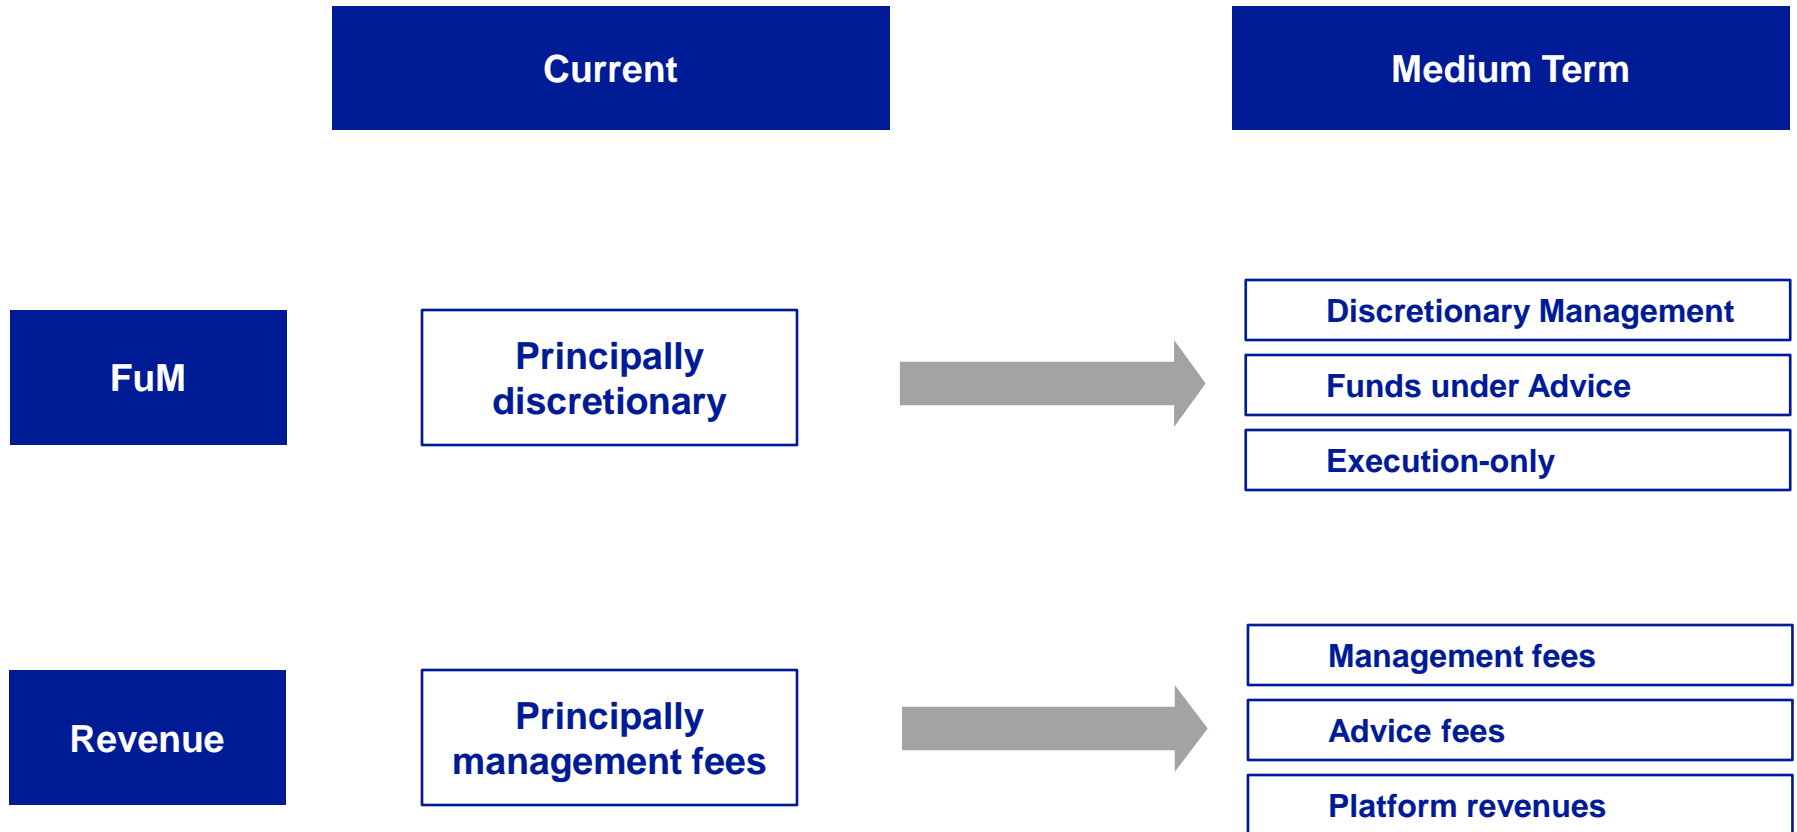 Current
Medium Term
FuM
Principally
discretionary
Discretionary Management
Funds under Advice
Execution-only
Revenue
Principally
management fees
Management fees
Advice fees
Platform revenues